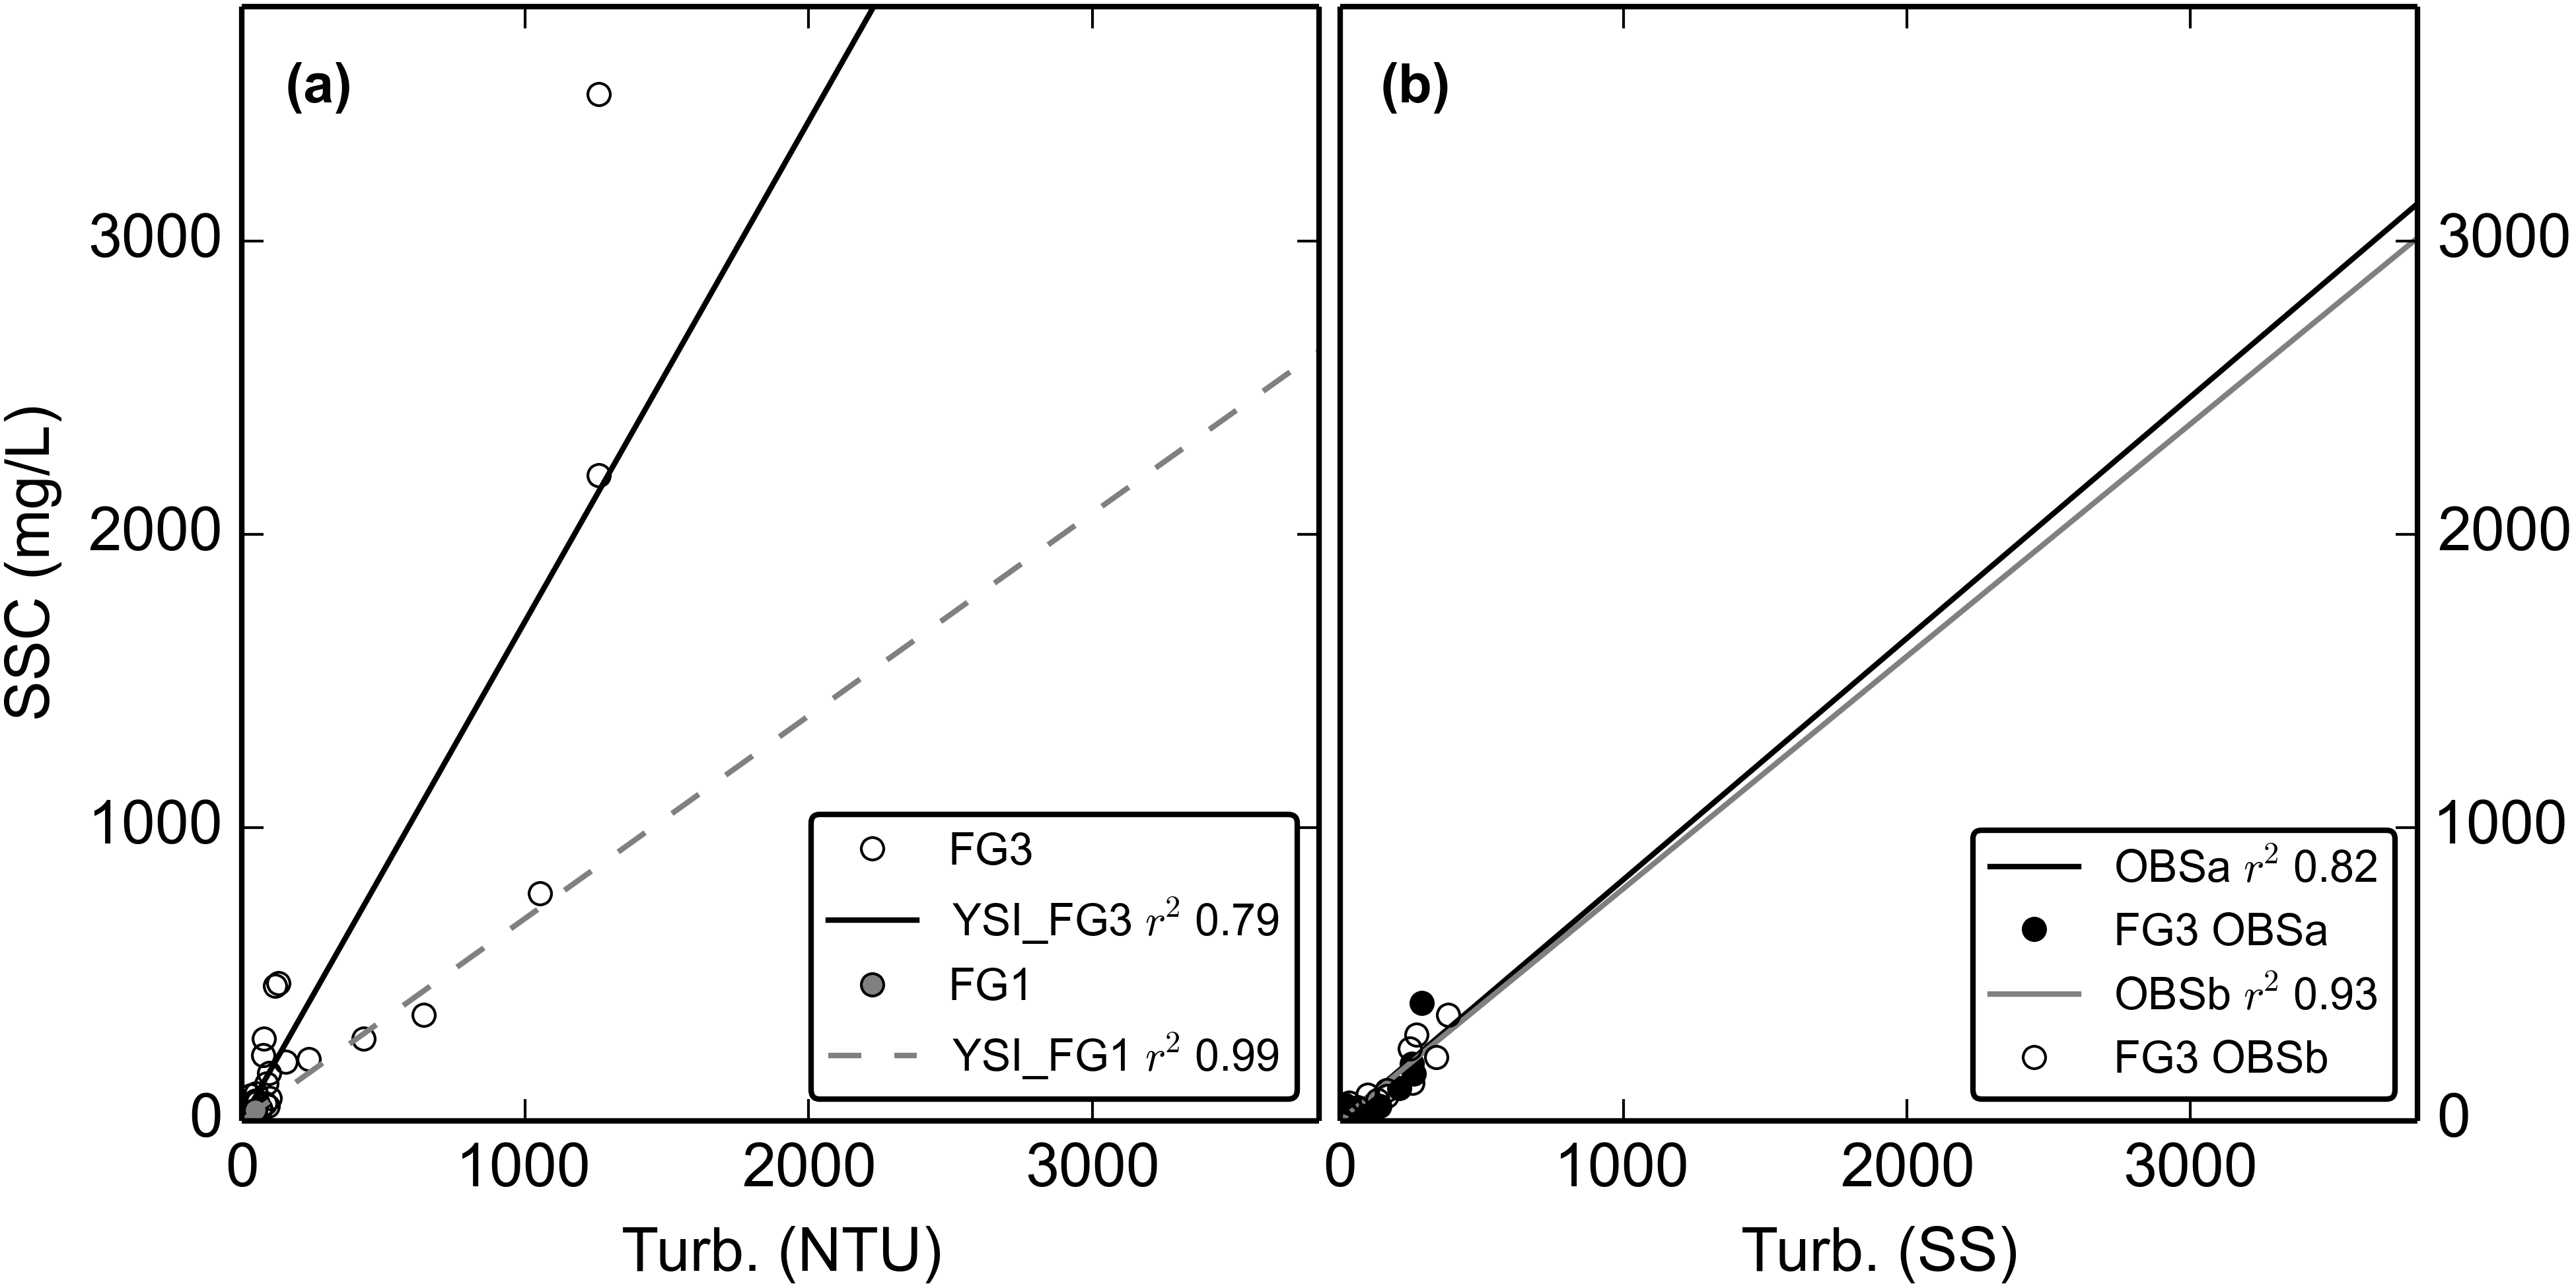 (a)
(b)
SSC (mg/L)
3000
2000
1000
0
0 1000 2000 3000
Turb. (NTU)
FG3
YSI_FG3 r² 0.79
FG1
YSI_FG1 r² 0.99
3000
2000
1000
0
0 1000 2000 3000
Turb. (SS)
OBSa r² 0.82
FG3 OBSa
OBSb r² 0.93
FG3 OBSb